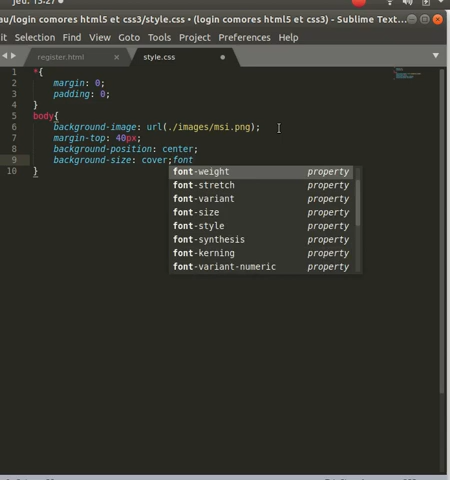 jeu. 13:27
au/login comores html5 et css3/style.css • (login comores html5 et css3) - Sublime Text...
it Selection Find View Goto Tools Project Preferences Help
register.html style.css
1 *{
2 margin: 0;
3 padding: 0;
4 }
5 body{
6 background-image: url(./images/msi.png);
7 margin-top: 40px;
8 background-position: center;
9 background-size: cover;font
10 }
font-weight property
font-stretch property
font-variant property
font-size property
font-style property
font-synthesis property
font-kerning property
font-variant-numeric property